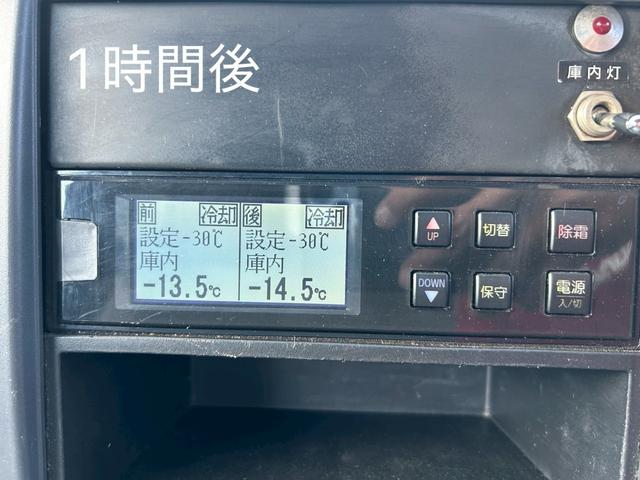 1時間後
庫内灯
前 冷却 後 冷却
設定-30℃ 設定-30℃
庫内 庫内
-13.5℃ -14.5℃
UP 切替 除霜
DOWN 保守 電源
入/切